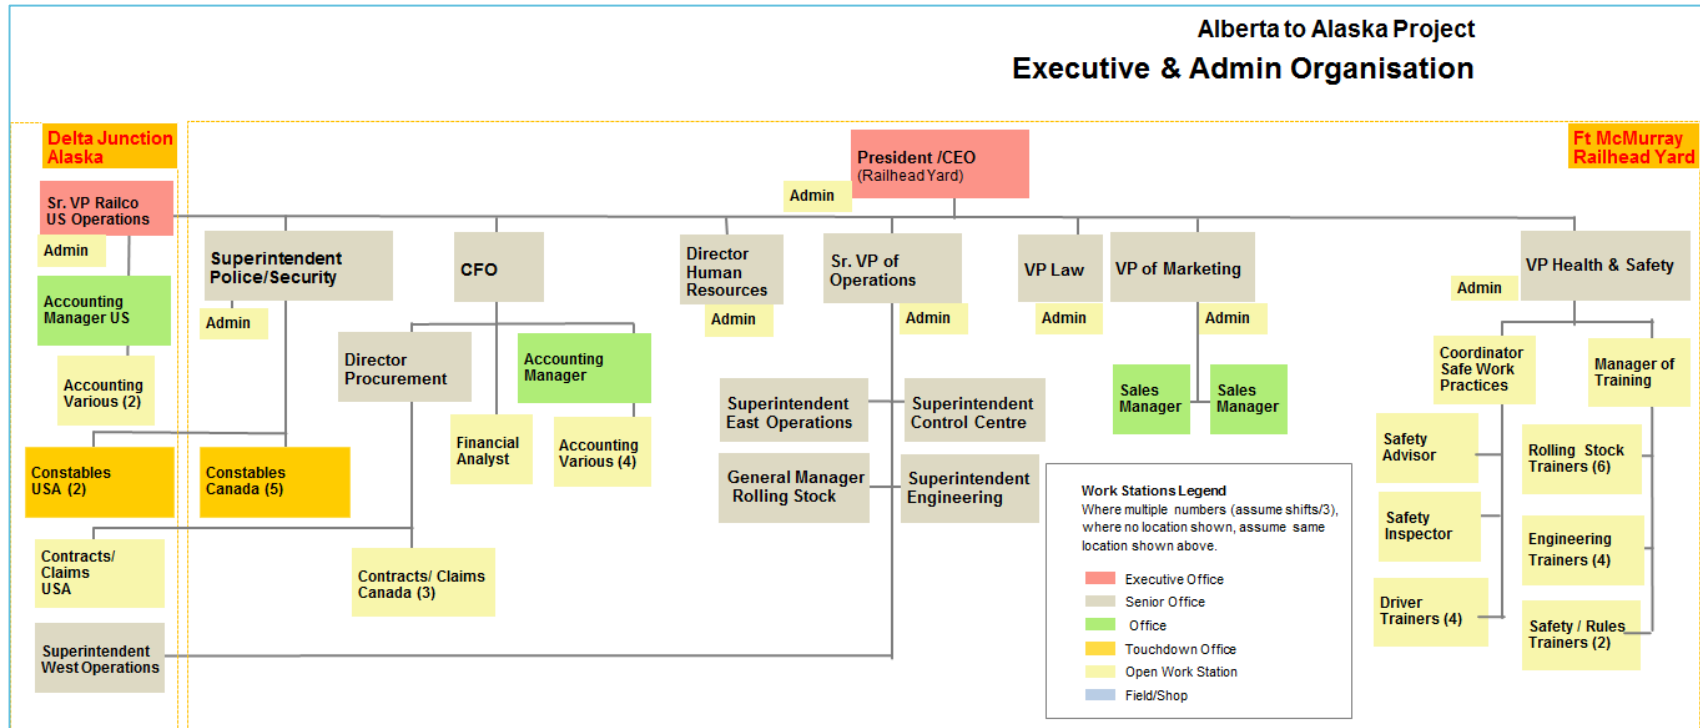 Alberta to Alaska Project
Executive & Admin Organisation
Delta Junction
Alaska
Ft McMurray
Railhead Yard
President /CEO
(Railhead Yard)
Admin
Sr. VP Railco
US Operations
Admin
Superintendent
Police/Security
Admin
CFO
Director
Human
Resources
Admin
Sr. VP of
Operations
Admin
VP Law
Admin
VP of Marketing
Admin
VP Health & Safety
Admin
Accounting
Manager US
Accounting
Various (2)
Director
Procurement
Accounting
Manager
Financial
Analyst
Accounting
Various (4)
Superintendent
East Operations
Superintendent
Control Centre
General Manager
Rolling Stock
Superintendent
Engineering
Sales
Manager
Sales
Manager
Coordinator
Safe Work
Practices
Manager of
Training
Safety
Advisor
Rolling Stock
Trainers (6)
Safety
Inspector
Engineering
Trainers (4)
Driver
Trainers (4)
Safety / Rules
Trainers (2)
Constables
USA (2)
Constables
Canada (5)
Contracts/
Claims
USA
Contracts/ Claims
Canada (3)
Superintendent
West Operations
Work Stations Legend
Where multiple numbers (assume shifts/3),
where no location shown, assume same
location shown above.
Executive Office
Senior Office
Office
Touchdown Office
Open Work Station
Field/Shop